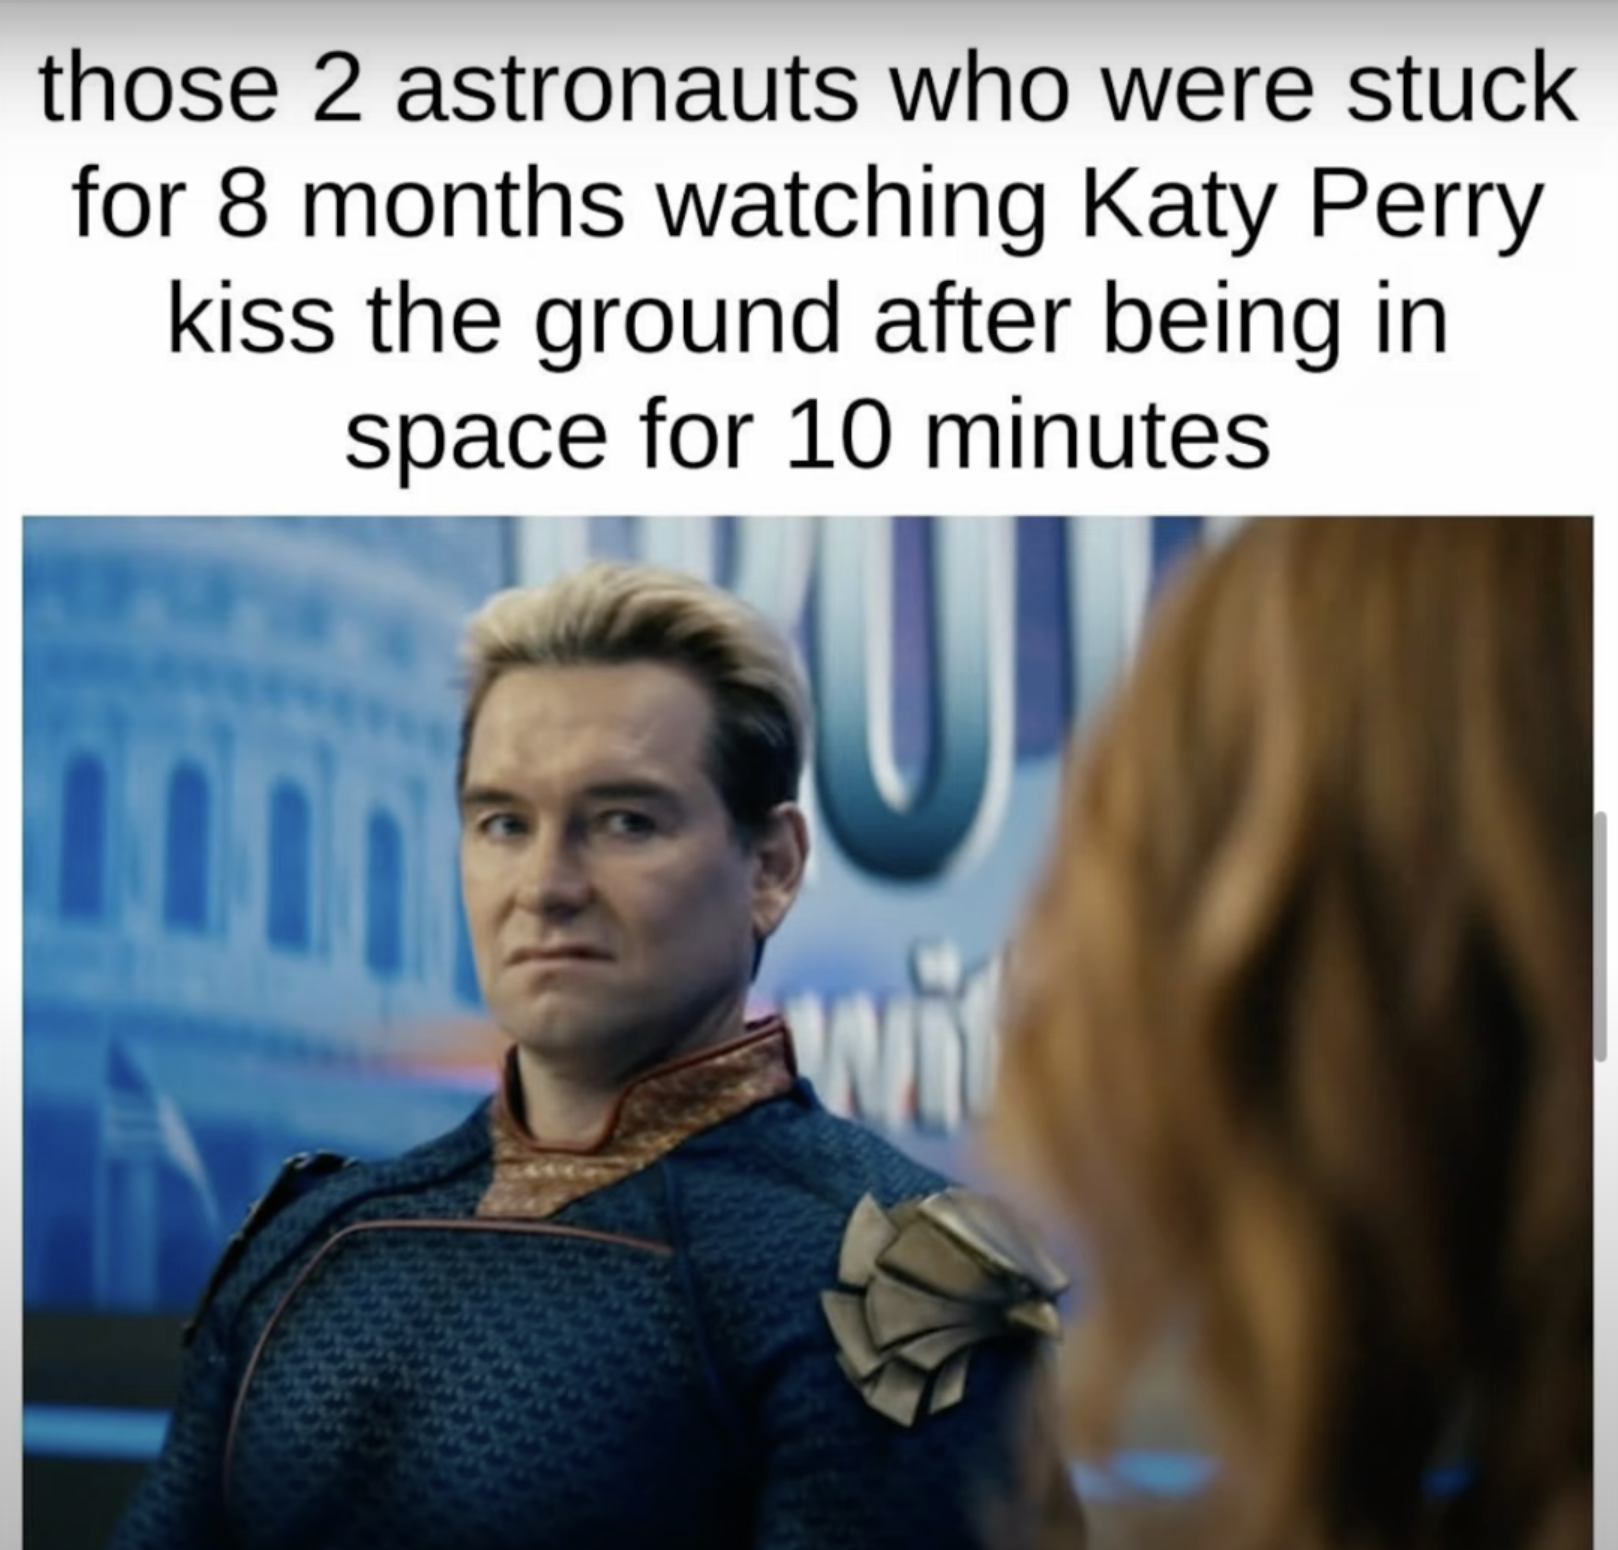 those 2 astronauts who were stuck
for 8 months watching Katy Perry
kiss the ground after being in
space for 10 minutes